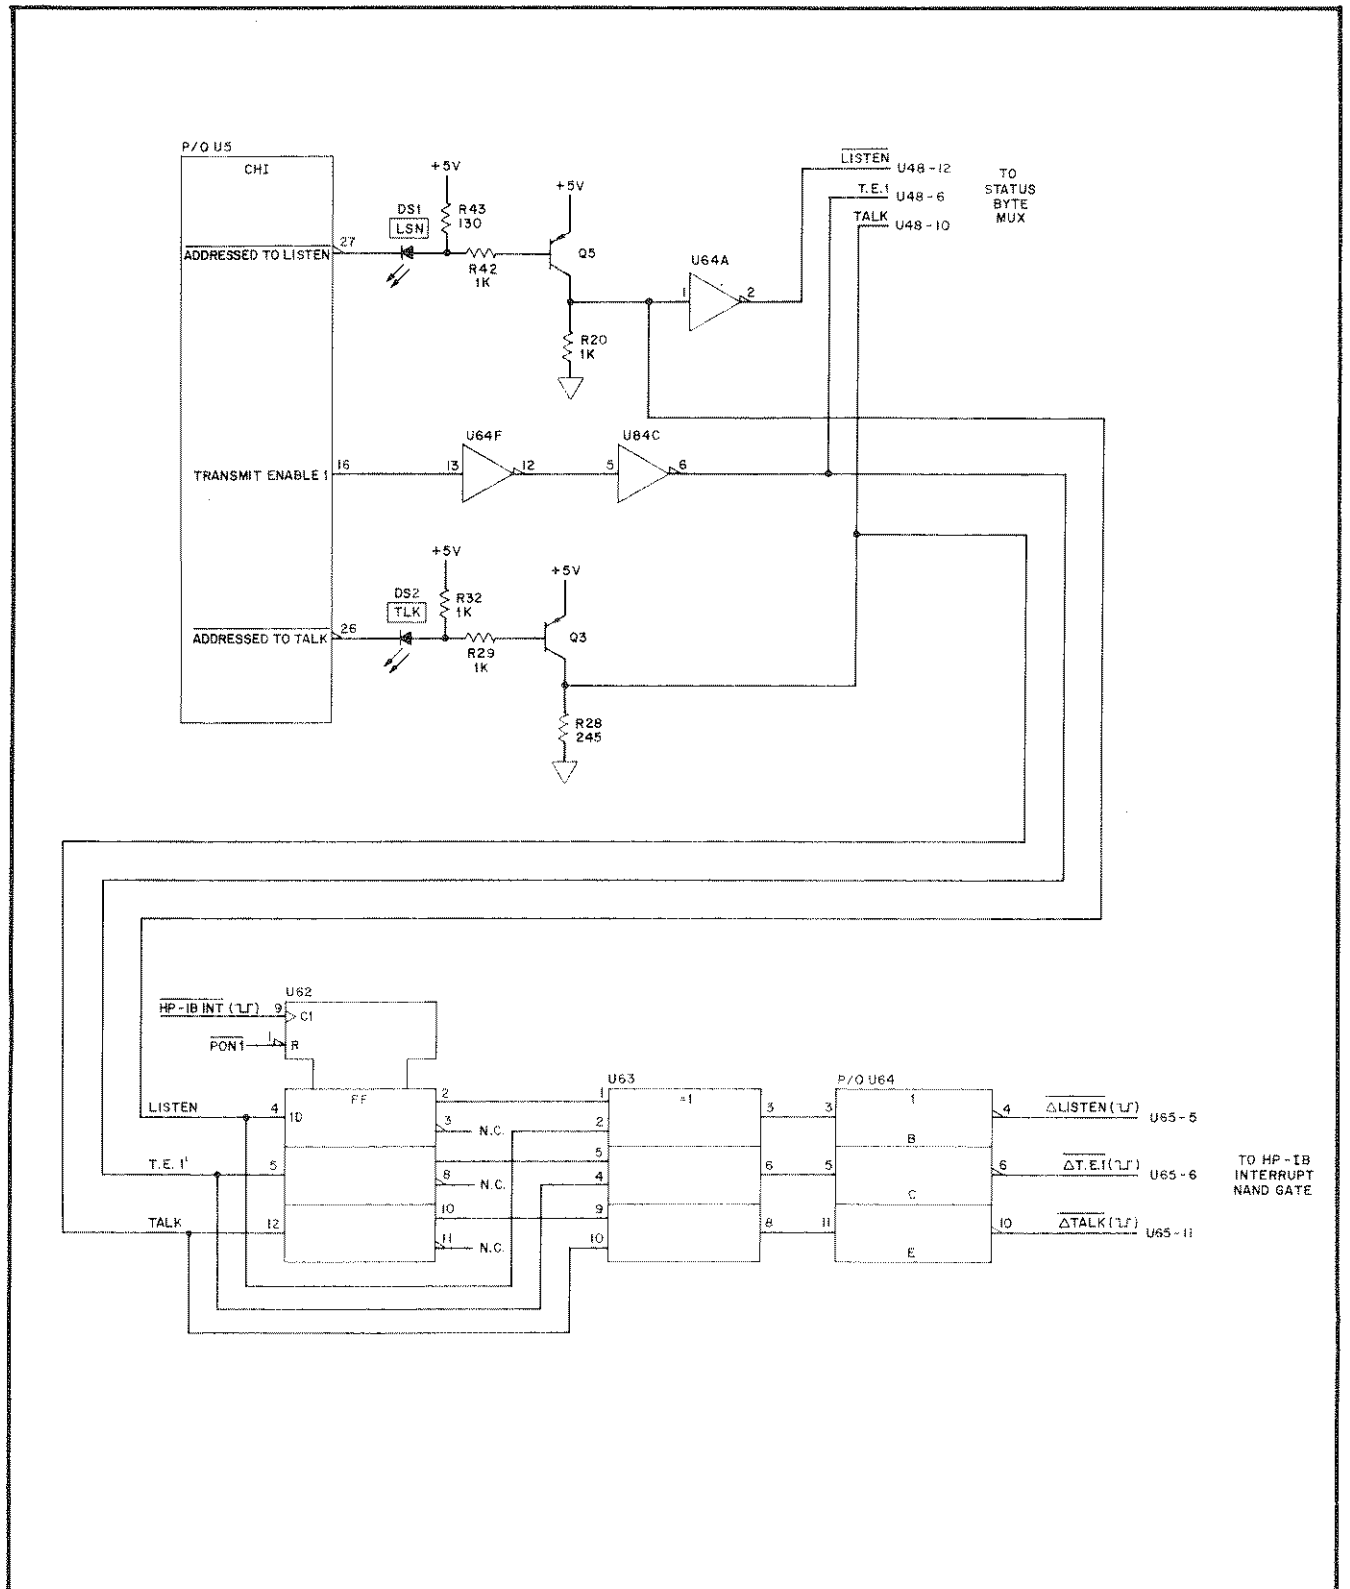 P/O U5
CHI
ADDRESSED TO LISTEN
27
DS1
LSN
+5V
R43
130
R42
1K
+5V
Q5
R20
1K
U64A
1
2
LISTEN
U48-12
T.E.1
U48-6
TALK
U48-10
TO
STATUS
BYTE
MUX
TRANSMIT ENABLE 1
16
U64F
13
12
U84C
5
6
ADDRESSED TO TALK
26
DS2
TLK
+5V
R32
1K
R29
1K
+5V
Q3
R28
245
U62
HP-IB INT
9
C1
PON1
1
R
FF
LISTEN
4
1D
2
3
N.C.
T.E.1
5
8
N.C.
TALK
12
10
11
N.C.
U63
=1
1
2
3
5
4
6
9
10
8
P/O U64
1
3
B
4
ΔLISTEN
U65-5
5
C
6
ΔT.E.1
U65-6
11
E
10
ΔTALK
U65-11
TO HP-IB
INTERRUPT
NAND GATE